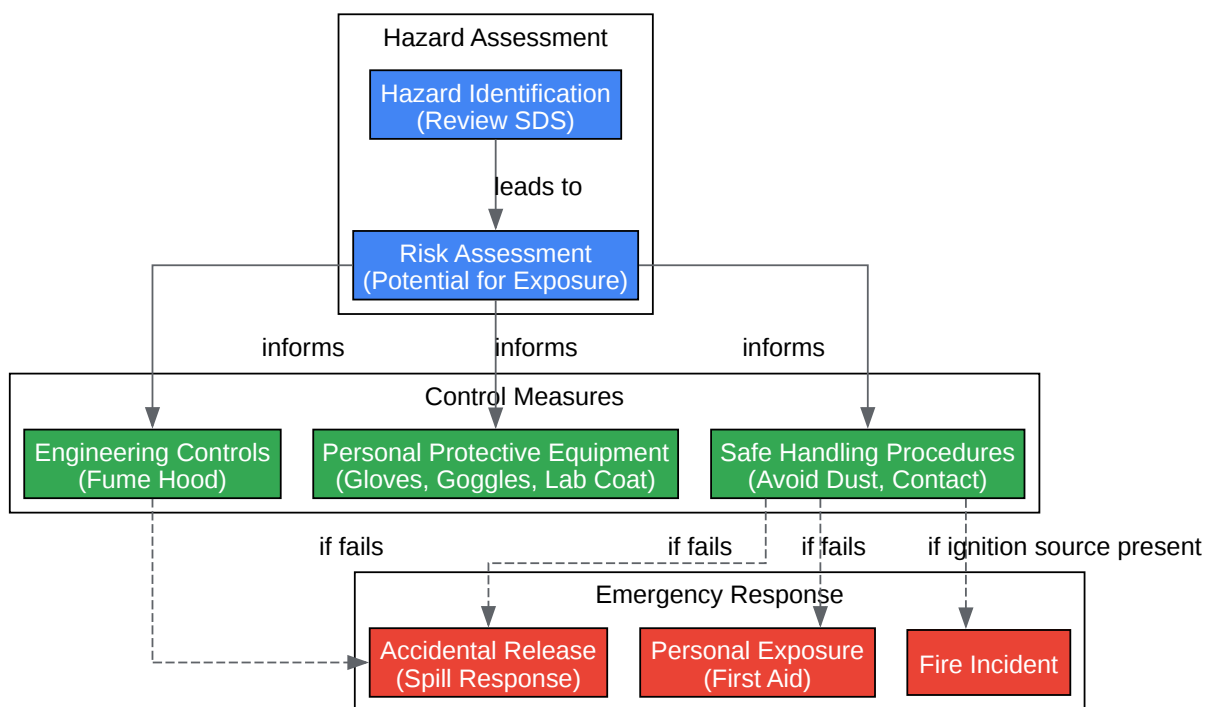 Hazard Assessment
Hazard Identification
(Review SDS)
leads to
Risk Assessment
(Potential for Exposure)
informs
informs
informs
Control Measures
Engineering Controls
(Fume Hood)
Personal Protective Equipment
(Gloves, Goggles, Lab Coat)
Safe Handling Procedures
(Avoid Dust, Contact)
if fails
if fails
if fails
if ignition source present
Emergency Response
Accidental Release
(Spill Response)
Personal Exposure
(First Aid)
Fire Incident